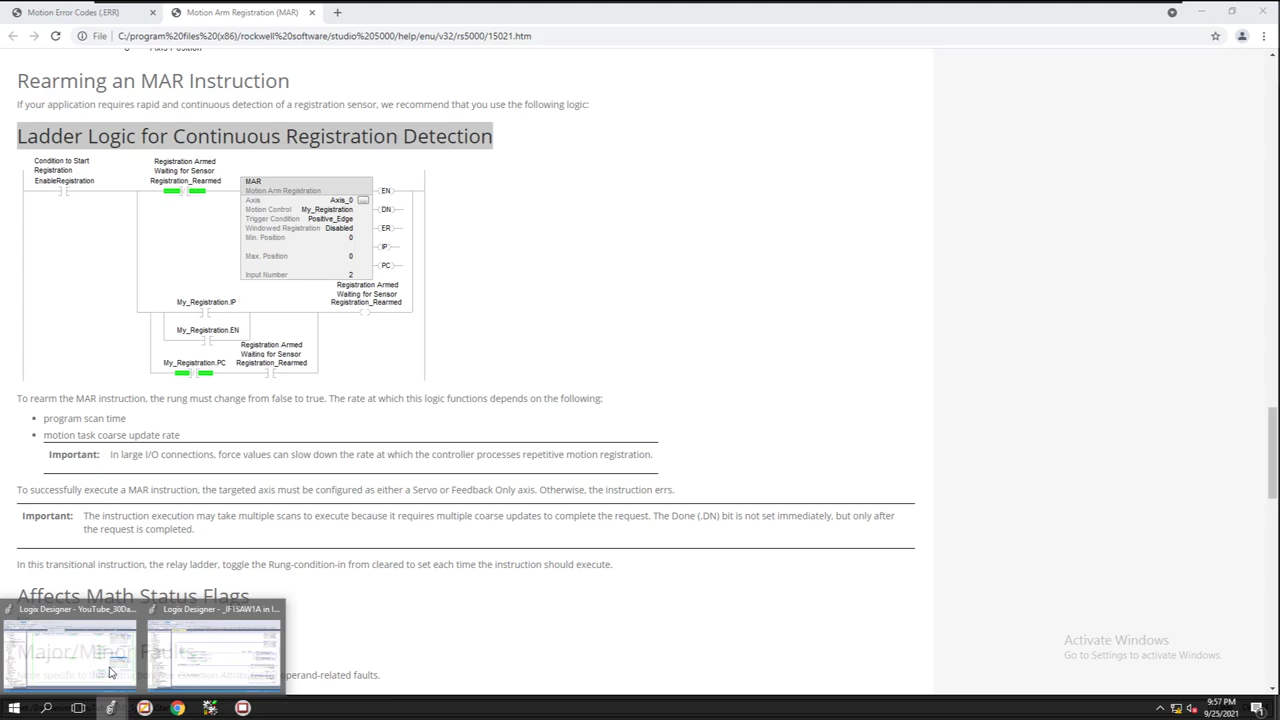 Motion Error Codes (.ERR)
Motion Arm Registration (MAR)
File
C:/program%20files%20(x86)/rockwell%20software/studio%205000/help/enu/v32/rs5000/15021.htm
Axis Position
Rearming an MAR Instruction
If your application requires rapid and continuous detection of a registration sensor, we recommend that you use the following logic:
Ladder Logic for Continuous Registration Detection
Condition to Start
Registration
EnableRegistration
Registration Armed
Waiting for Sensor
Registration_Rearmed
MAR
Motion Arm Registration
Axis Axis_0 ...
Motion Control My_Registration
Trigger Condition Positive_Edge
Windowed Registration Disabled
Min. Position 0
Max. Position 0
Input Number 2
EN
DN
ER
IP
PC
My_Registration.IP
Registration Armed
Waiting for Sensor
Registration_Rearmed
My_Registration.EN
My_Registration.PC
Registration Armed
Waiting for Sensor
Registration_Rearmed
To rearm the MAR instruction, the rung must change from false to true. The rate at which this logic functions depends on the following:
program scan time
motion task coarse update rate
Important: In large I/O connections, force values can slow down the rate at which the controller processes repetitive motion registration.
To successfully execute a MAR instruction, the targeted axis must be configured as either a Servo or Feedback Only axis. Otherwise, the instruction errs.
Important: The instruction execution may take multiple scans to execute because it requires multiple coarse updates to complete the request. The Done (.DN) bit is not set immediately, but only after
the request is completed.
In this transitional instruction, the relay ladder, toggle the Rung-condition-in from cleared to set each time the instruction should execute.
Affects Math Status Flags
Logix Designer - YouTube_30Da...
Logix Designer - _IF1SAW1A in l...
Major/Minor Faults
operand-related faults.
Activate Windows
Go to Settings to activate Windows.
9:57 PM
9/25/2021